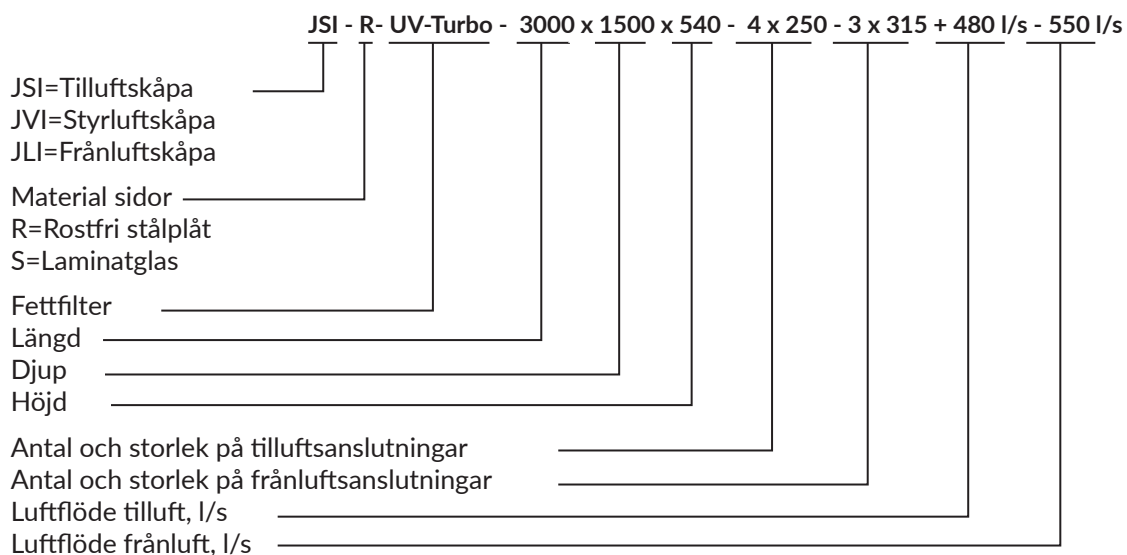 JSI - R- UV-Turbo - 3000 x 1500 x 540 - 4 x 250 - 3 x 315 + 480 l/s - 550 l/s
JSI=Tilluftskåpa
JVI=Styrluftskåpa
JLI=Frånluftskåpa
Material sidor
R=Rostfri stålplåt
S=Laminatglas
Fettfilter
Längd
Djup
Höjd
Antal och storlek på tilluftsanslutningar
Antal och storlek på frånluftsanslutningar
Luftflöde tilluft, l/s
Luftflöde frånluft, l/s